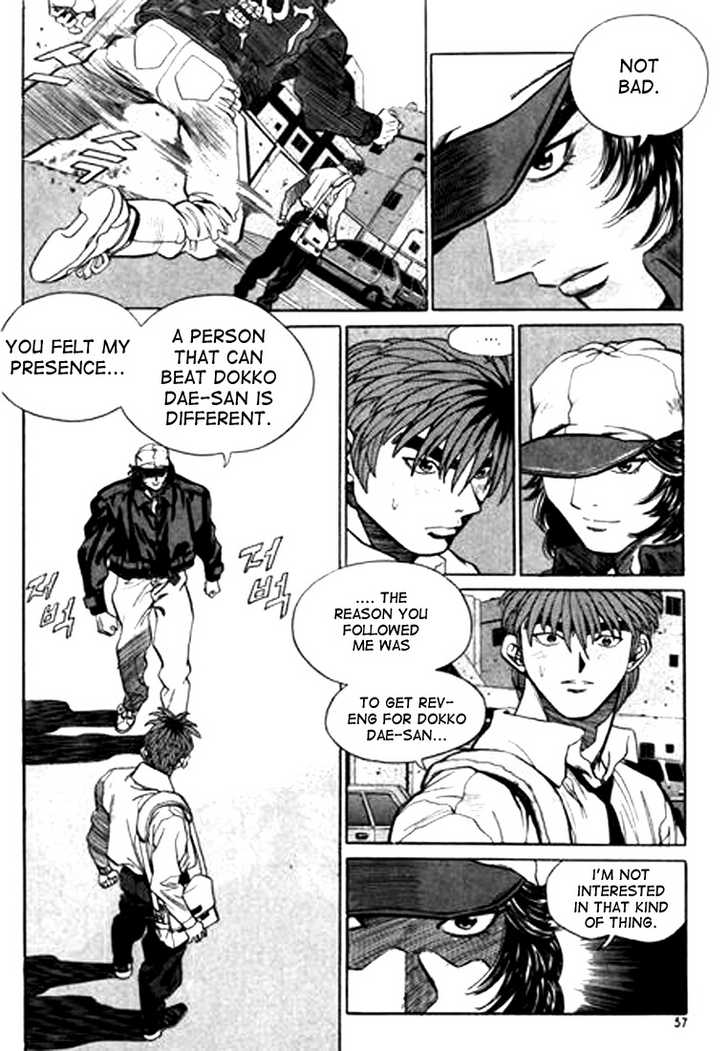 NOT
BAD.
YOU FELT MY
PRESENCE...
A PERSON
THAT CAN
BEAT DOKKO
DAE-SAN IS
DIFFERENT.
...
저
벅
저
벅
.... THE
REASON YOU
FOLLOWED
ME WAS
TO GET REV-
ENG FOR DOKKO
DAE-SAN...
I'M NOT
INTERESTED
IN THAT KIND
OF THING.
57